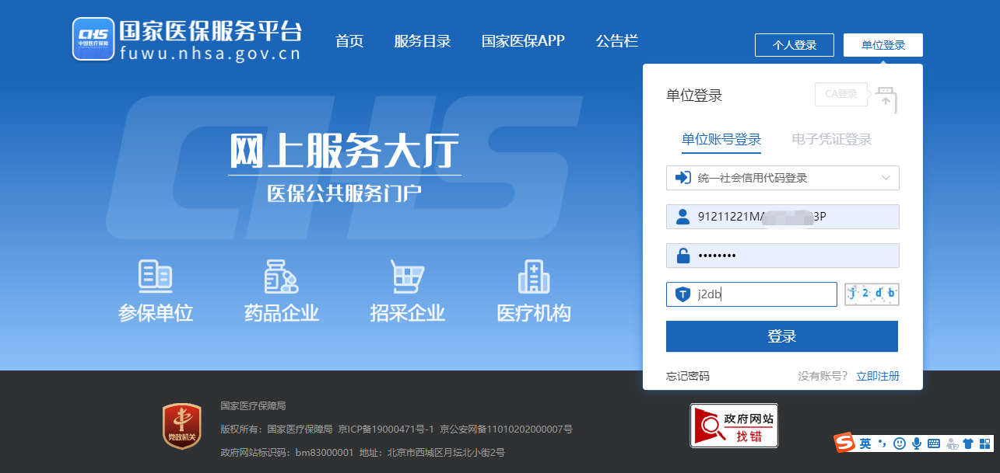 CHS
中国医疗保障
国家医保服务平台
fuwu.nhsa.gov.cn
首页
服务目录
国家医保APP
公告栏
个人登录
单位登录
CHS
网上服务大厅
医保公共服务门户
参保单位
药品企业
招采企业
医疗机构
单位登录
CA登录
单位账号登录
电子凭证登录
统一社会信用代码登录
91211221MA 3P
j2db
j2db
登录
忘记密码
没有账号? 立即注册
党政机关
国家医疗保障局
版权所有：国家医疗保障局 京ICP备19000471号-1 京公安网备11010202000007号
政府网站标识码：bm83000001 地址：北京市西城区月坛北小街2号
政府网站
找错
英